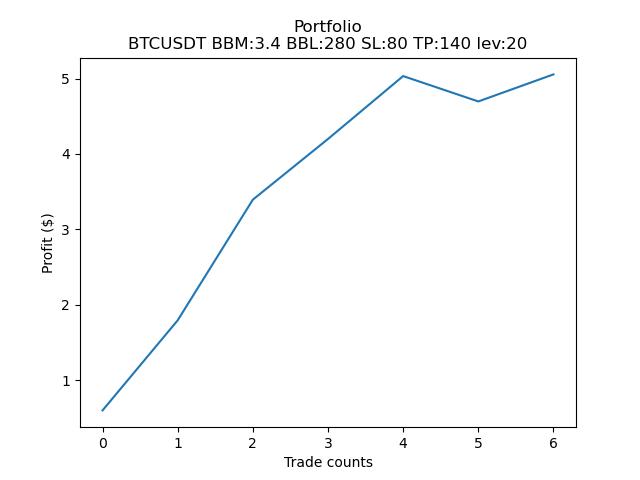 Portfolio
BTCUSDT BBM:3.4 BBL:280 SL:80 TP:140 lev:20
5
4
3
2
1
Profit ($)
0 1 2 3 4 5 6
Trade counts